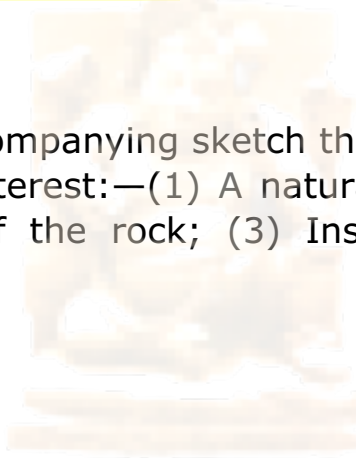 ompanying sketch th
terest:—(1) A natur
f the rock; (3) Ins